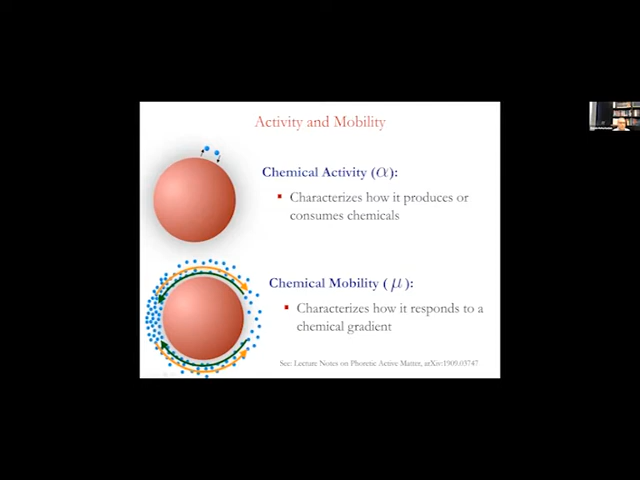 Activity and Mobility
Chemical Activity (α):
Characterizes how it produces or
consumes chemicals
Chemical Mobility ( μ ):
Characterizes how it responds to a
chemical gradient
See: Lecture Notes on Phoretic Active Matter, arXiv:1909.03747